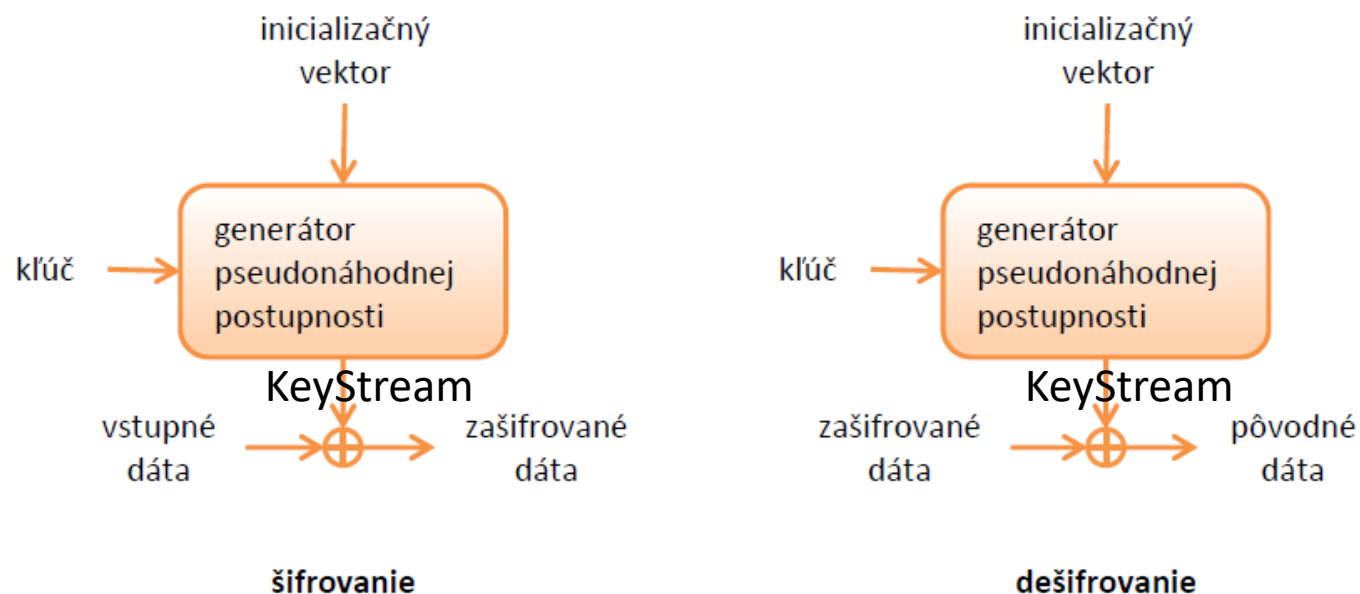 inicializačný
vektor
kľúč
generátor
pseudonáhodnej
postupnosti
KeyStream
vstupné
dáta
zašifrované
dáta
šifrovanie
inicializačný
vektor
kľúč
generátor
pseudonáhodnej
postupnosti
KeyStream
zašifrované
dáta
pôvodné
dáta
dešifrovanie